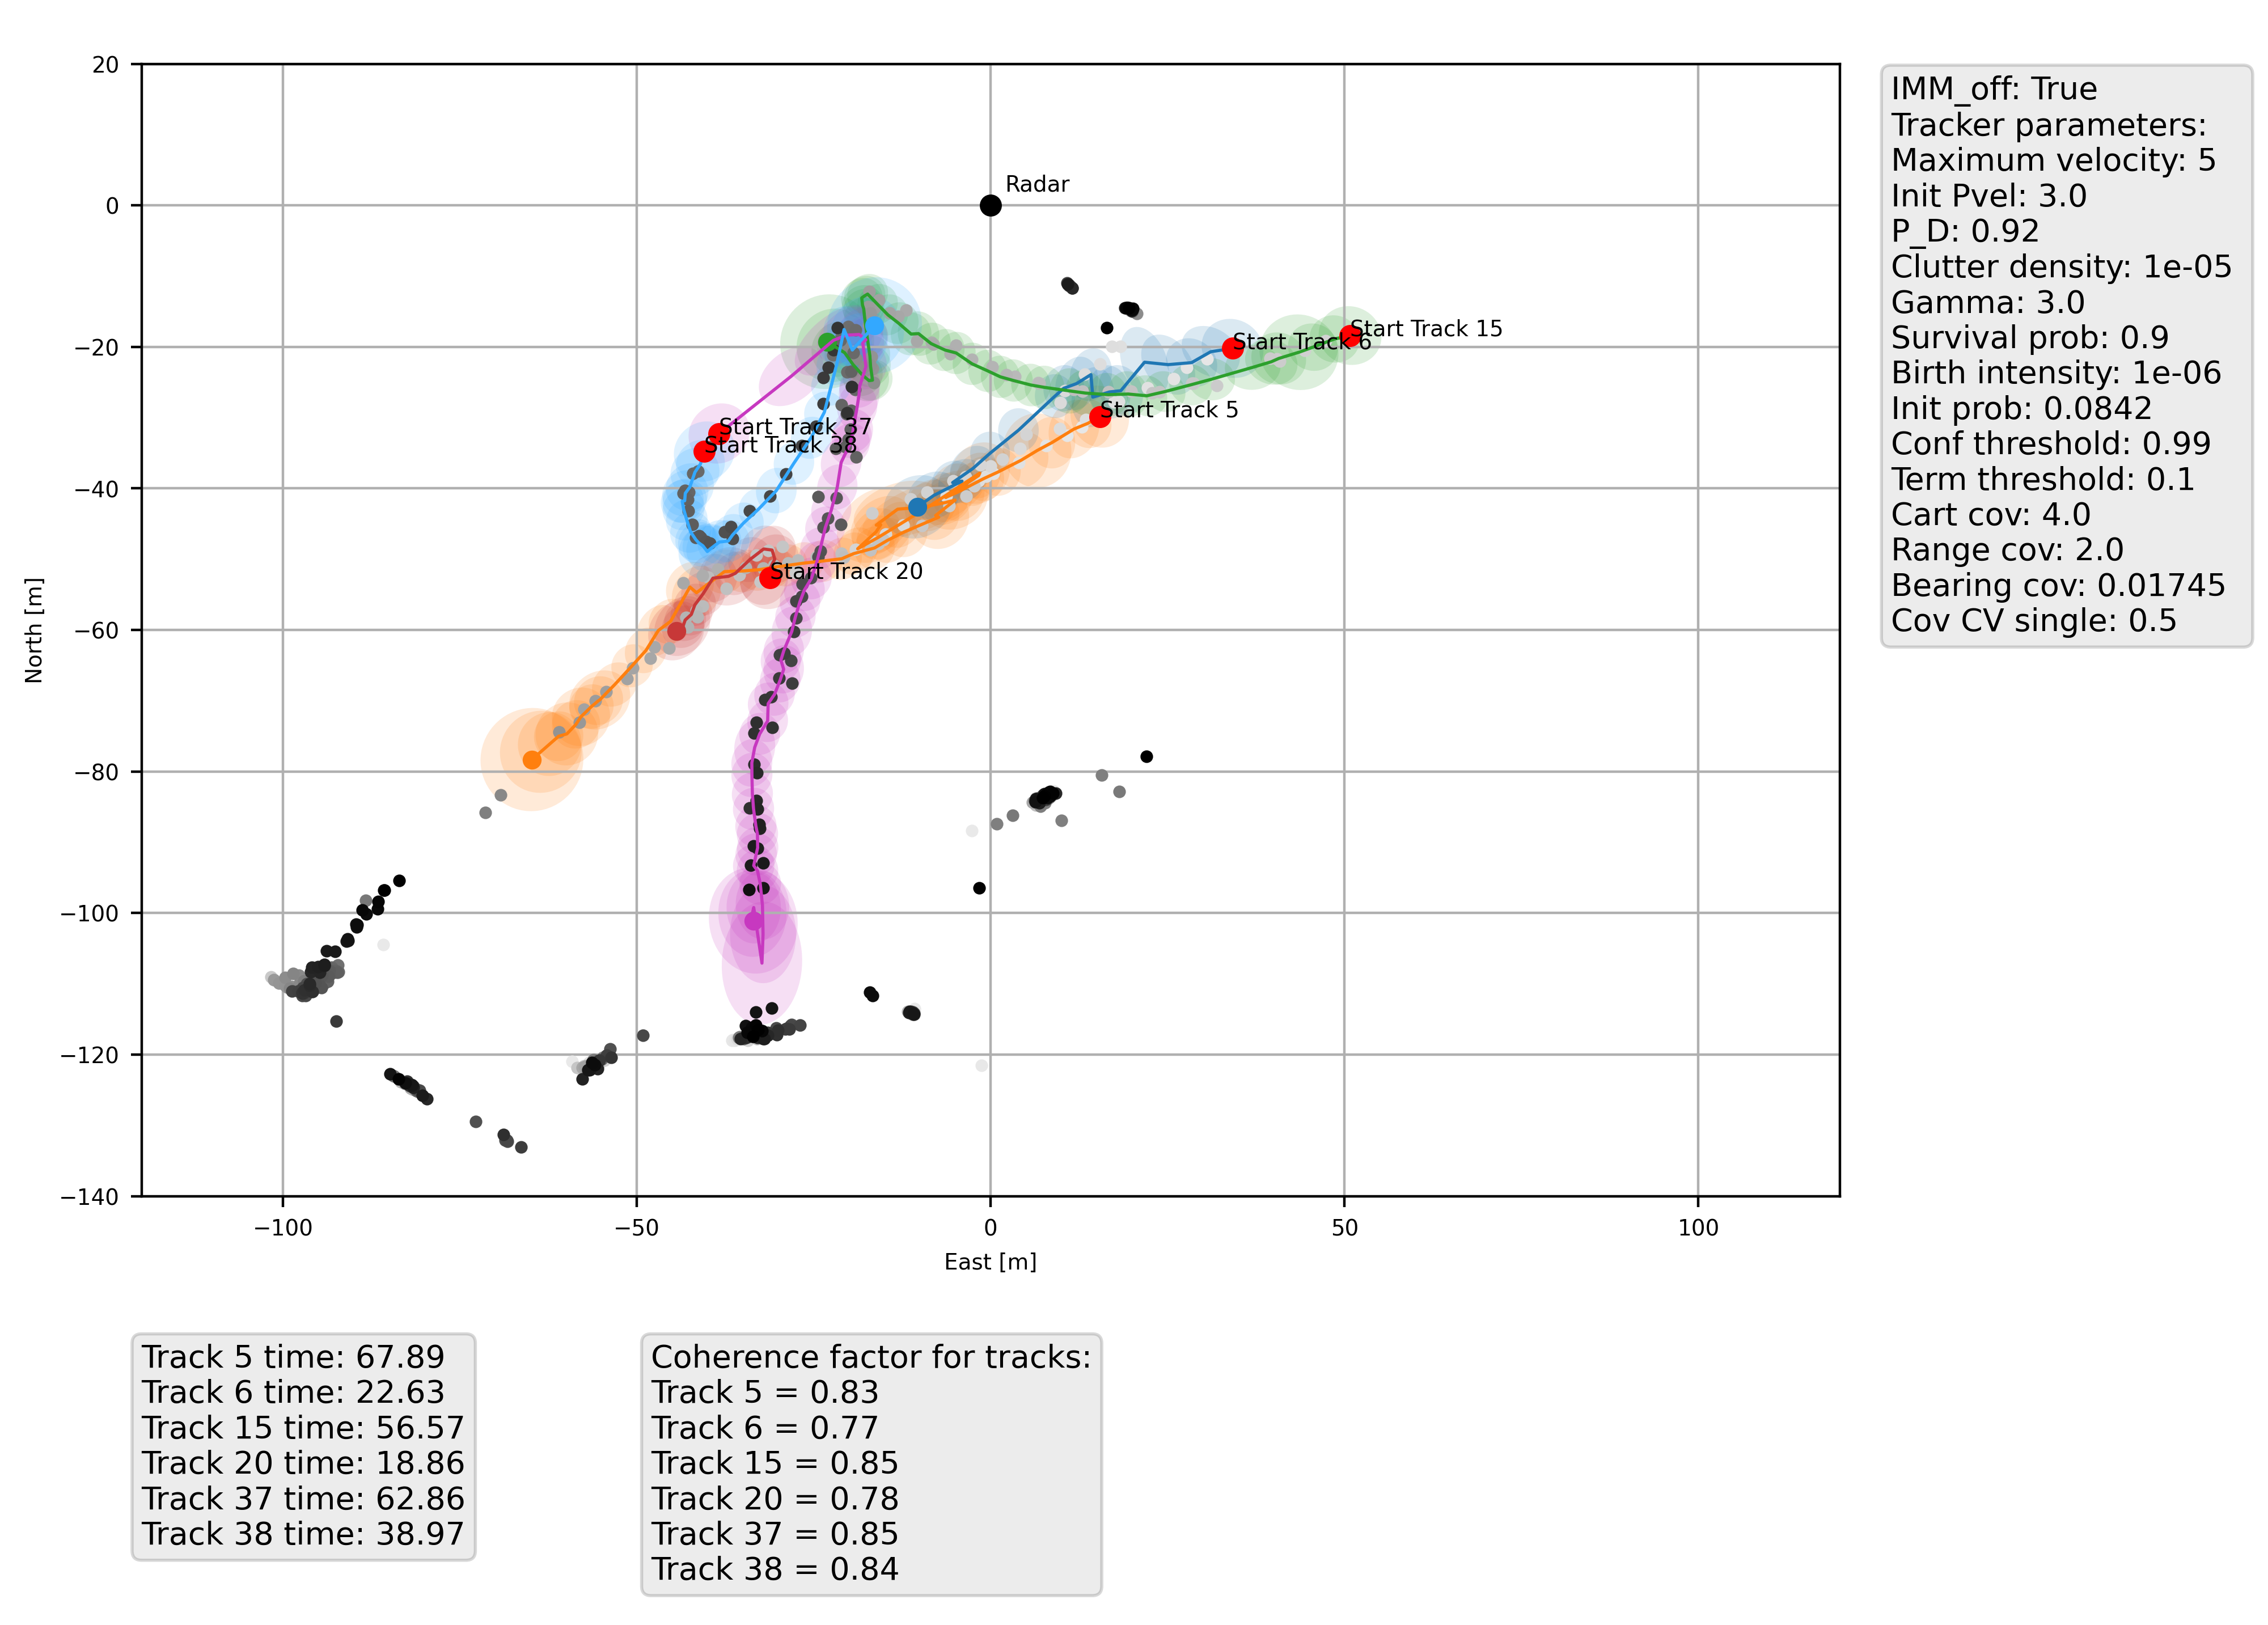 20
0
−20
−40
−60
−80
−100
−120
−140
North [m]
Radar
Start Track 15
Start Track 6
Start Track 5
Start Track 37
Start Track 38
Start Track 20
−100
−50
0
50
100
East [m]
IMM_off: True
Tracker parameters:
Maximum velocity: 5
Init Pvel: 3.0
P_D: 0.92
Clutter density: 1e-05
Gamma: 3.0
Survival prob: 0.9
Birth intensity: 1e-06
Init prob: 0.0842
Conf threshold: 0.99
Term threshold: 0.1
Cart cov: 4.0
Range cov: 2.0
Bearing cov: 0.01745
Cov CV single: 0.5
Track 5 time: 67.89
Track 6 time: 22.63
Track 15 time: 56.57
Track 20 time: 18.86
Track 37 time: 62.86
Track 38 time: 38.97
Coherence factor for tracks:
Track 5 = 0.83
Track 6 = 0.77
Track 15 = 0.85
Track 20 = 0.78
Track 37 = 0.85
Track 38 = 0.84